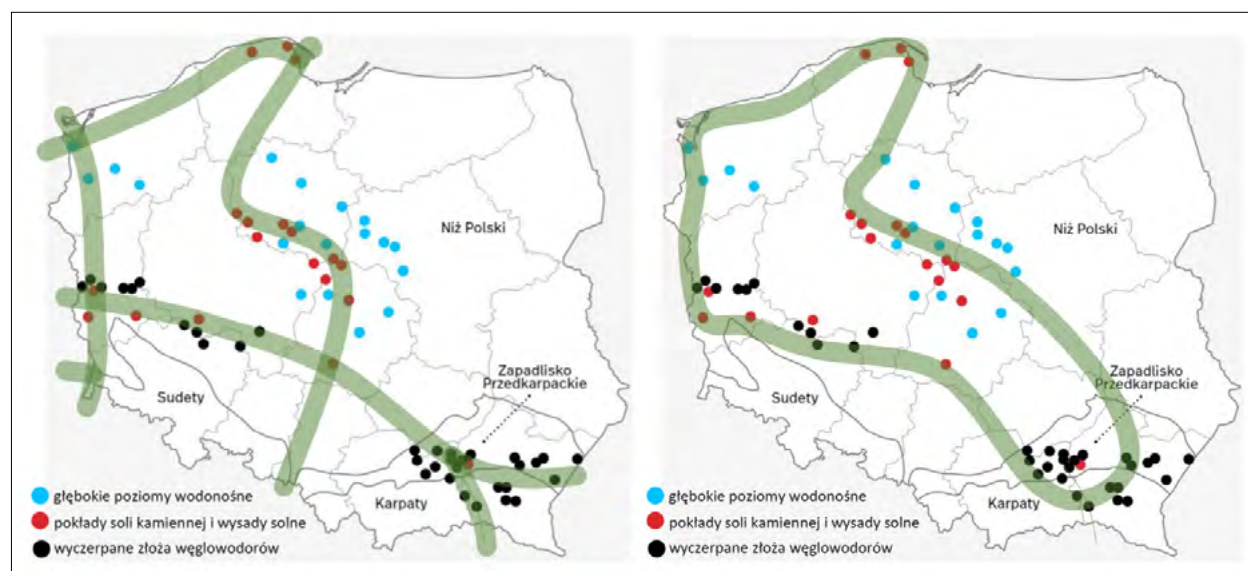 Niż Polski
Zapadlisko
Przedkarpackie
Sudety
Karpaty
głębokie poziomy wodonośne
pokłady soli kamiennej i wysady solne
wyczerpane złoża węglowodorów
Niż Polski
Zapadlisko
Przedkarpackie
Sudety
Karpaty
głębokie poziomy wodonośne
pokłady soli kamiennej i wysady solne
wyczerpane złoża węglowodorów